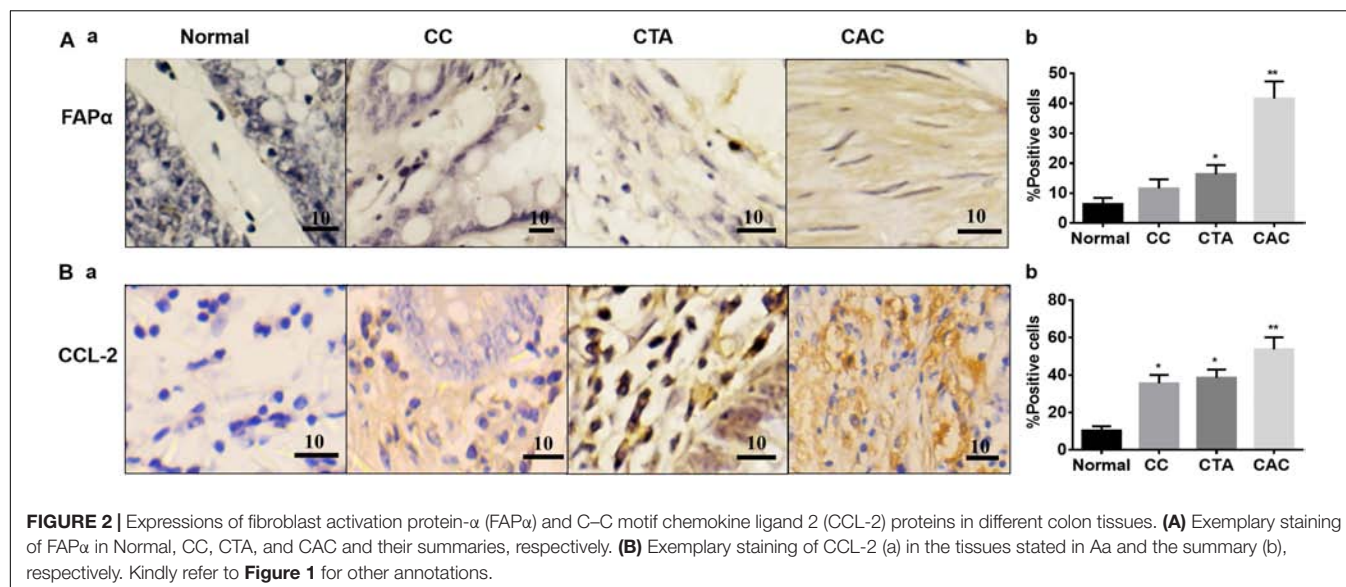 A a Normal CC CTA CAC b
FAPα
10 10 10 10
%Positive cells
50
40
30
20
10
0
* **
Normal CC CTA CAC
B a b
CCL-2
10 10 10 10
%Positive cells
80
60
40
20
0
* * **
Normal CC CTA CAC
FIGURE 2 | Expressions of fibroblast activation protein-α (FAPα) and C–C motif chemokine ligand 2 (CCL-2) proteins in different colon tissues. (A) Exemplary staining
of FAPα in Normal, CC, CTA, and CAC and their summaries, respectively. (B) Exemplary staining of CCL-2 (a) in the tissues stated in Aa and the summary (b),
respectively. Kindly refer to Figure 1 for other annotations.